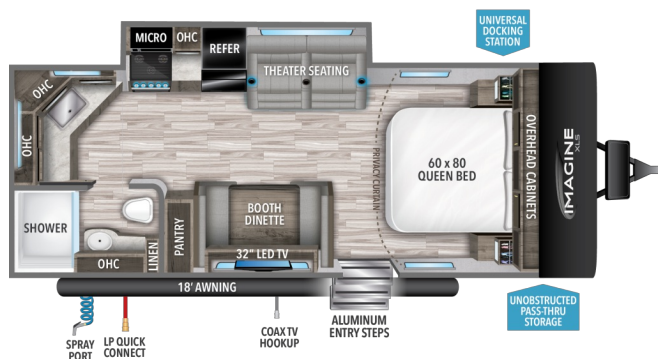 UNIVERSAL
DOCKING
STATION
MICRO
OHC
REFER
THEATER SEATING
OHC
OHC
PRIVACY CURTAIN
60 x 80
QUEEN BED
OVERHEAD CABINETS
IMAGINE
XLS
SHOWER
BOOTH
DINETTE
PANTRY
LINEN
OHC
32" LED TV
18' AWNING
SPRAY
PORT
LP QUICK
CONNECT
COAX TV
HOOKUP
ALUMINUM
ENTRY STEPS
UNOBSTRUCTED
PASS-THRU
STORAGE